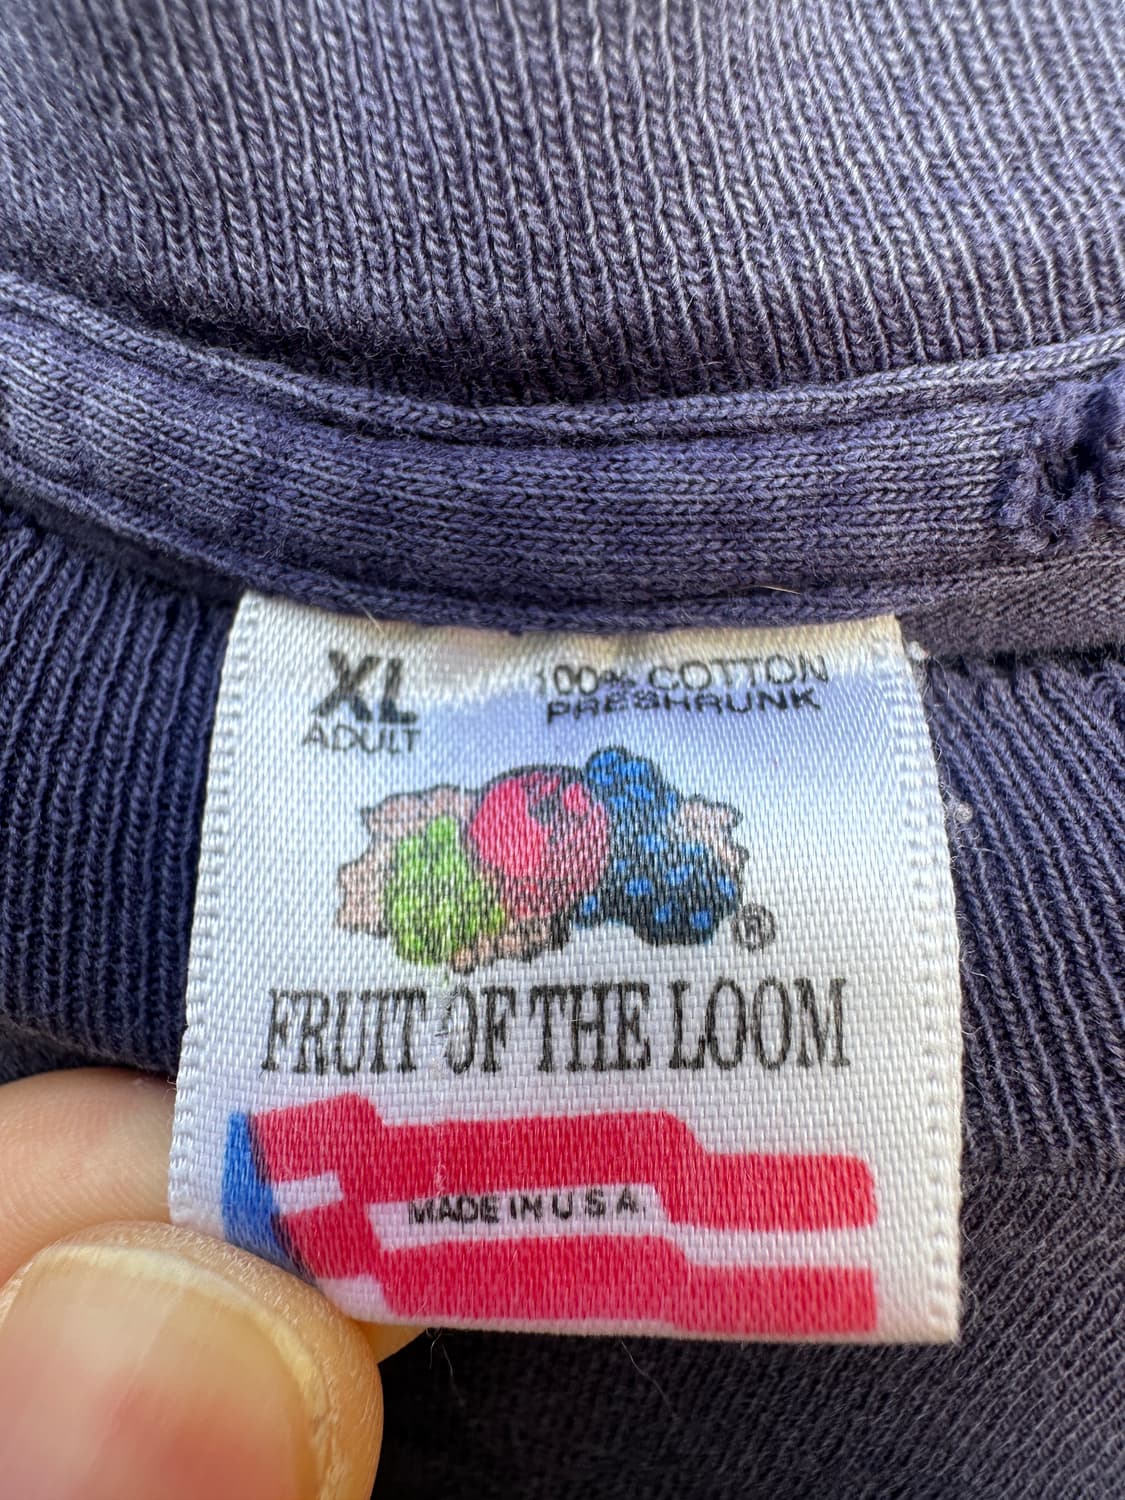 XL
ADULT
100% COTTON
PRESHRUNK
®
FRUIT OF THE LOOM
MADE IN U S A